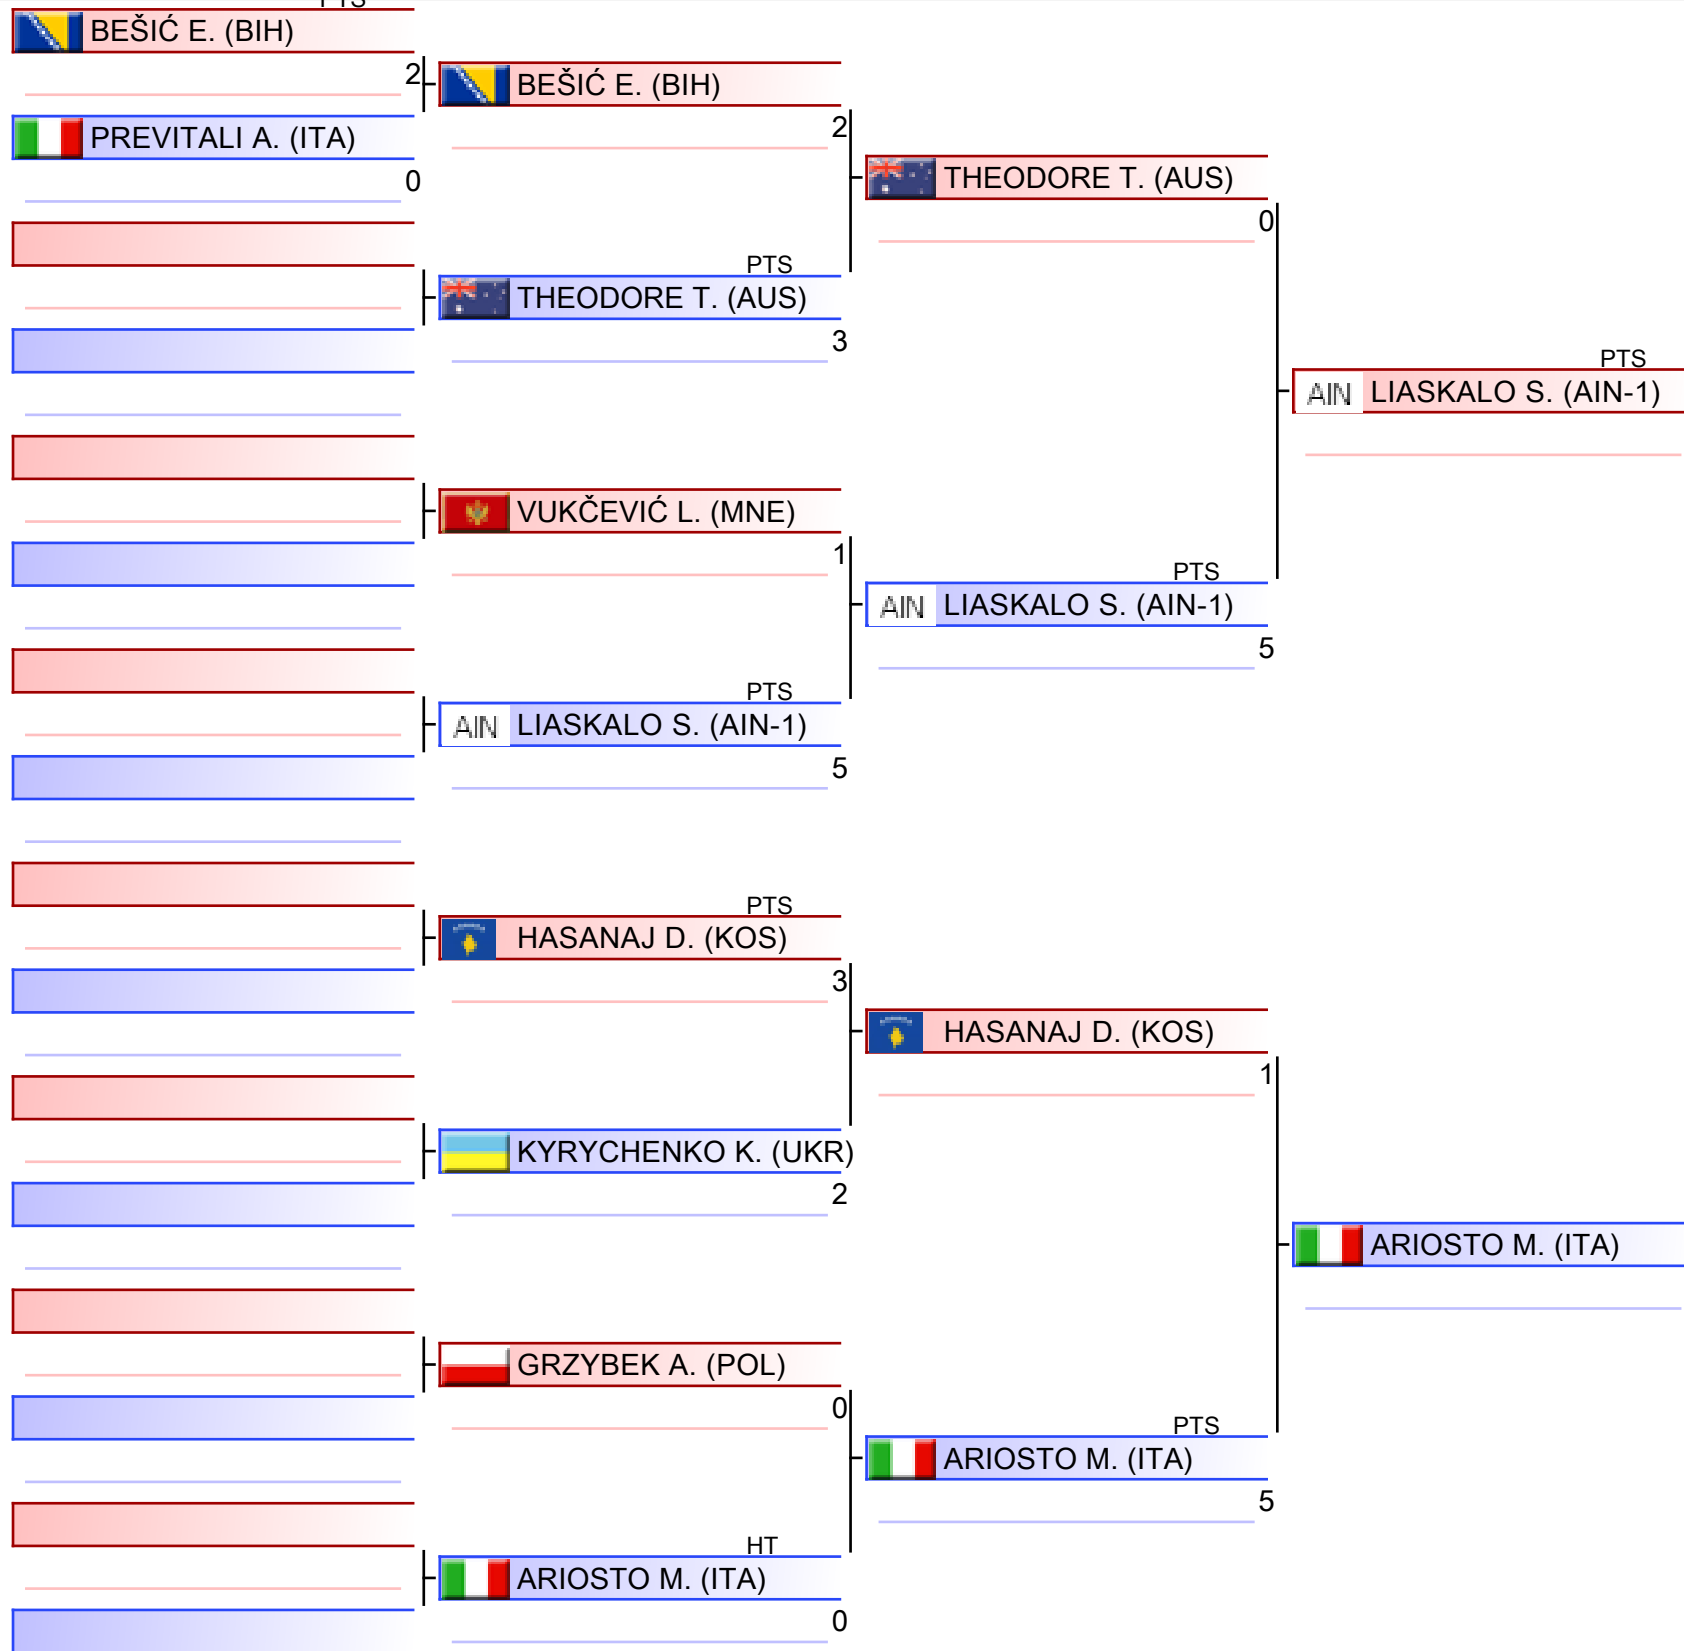 PTS
BEŠIĆ E. (BIH)
2
PREVITALI A. (ITA)
0
BEŠIĆ E. (BIH)
2
PTS
THEODORE T. (AUS)
3
VUKČEVIĆ L. (MNE)
1
PTS
AIN LIASKALO S. (AIN-1)
5
PTS
HASANAJ D. (KOS)
3
KYRYCHENKO K. (UKR)
2
GRZYBEK A. (POL)
0
HT
ARIOSTO M. (ITA)
0
THEODORE T. (AUS)
0
PTS
AIN LIASKALO S. (AIN-1)
5
HASANAJ D. (KOS)
1
PTS
ARIOSTO M. (ITA)
5
PTS
AIN LIASKALO S. (AIN-1)
ARIOSTO M. (ITA)